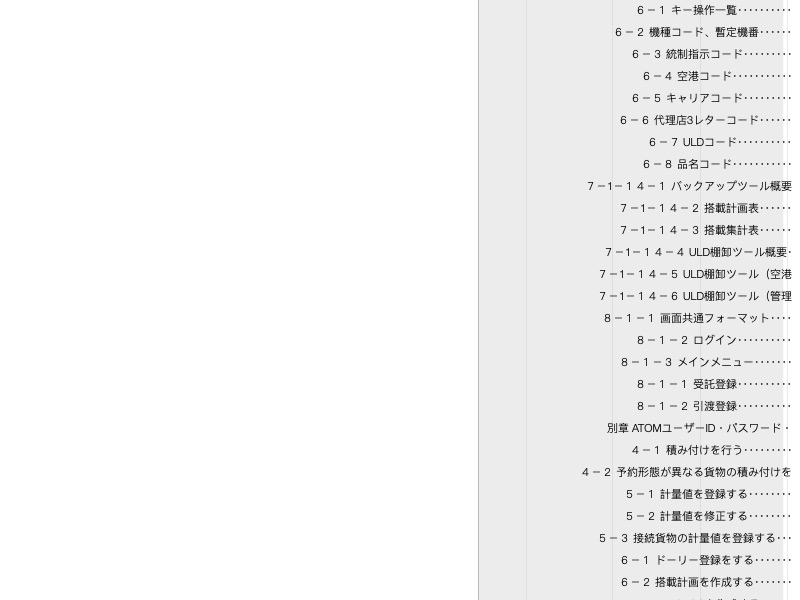 6－1 キー操作一覧･････････
6－2 機種コード、暫定機番･････
6－3 統制指示コード････････
6－4 空港コード･･････････
6－5 キャリアコード････････
6－6 代理店3レターコード･････
6－7 ULDコード･････････
6－8 品名コード･･････････
7－1－14－1 バックアップツール概要
7－1－14－2 搭載計画表･････
7－1－14－3 搭載集計表･････
7－1－14－4 ULD棚卸ツール概要･
7－1－14－5 ULD棚卸ツール（空港
7－1－14－6 ULD棚卸ツール（管理
8－1－1 画面共通フォーマット････
8－1－2 ログイン･････････
8－1－3 メインメニュー･･････
8－1－1 受託登録･････････
8－1－2 引渡登録･････････
別章 ATOMユーザーID・パスワード・
4－1 積み付けを行う････････
4－2 予約形態が異なる貨物の積み付けを
5－1 計量値を登録する･･･････
5－2 計量値を修正する･･･････
5－3 接続貨物の計量値を登録する･･･
6－1 ドーリー登録をする･･････
6－2 搭載計画を作成する･･････